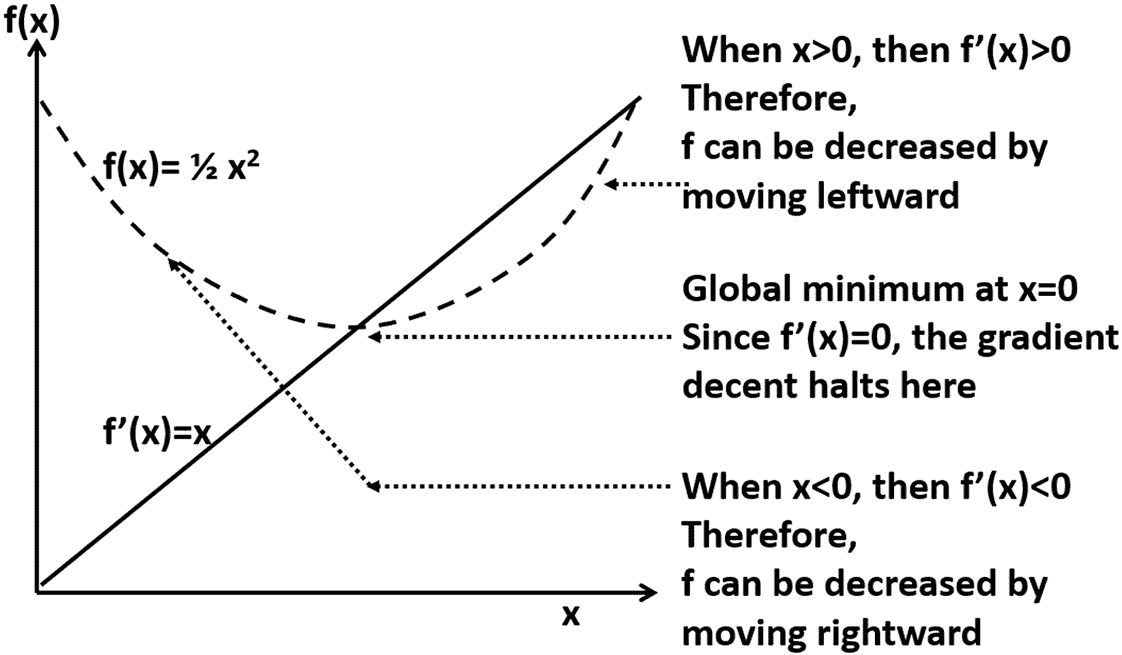 f(x)
f(x)= ½ x²
f’(x)=x
x
When x>0, then f’(x)>0
Therefore,
f can be decreased by
moving leftward
Global minimum at x=0
Since f’(x)=0, the gradient
decent halts here
When x<0, then f’(x)<0
Therefore,
f can be decreased by
moving rightward